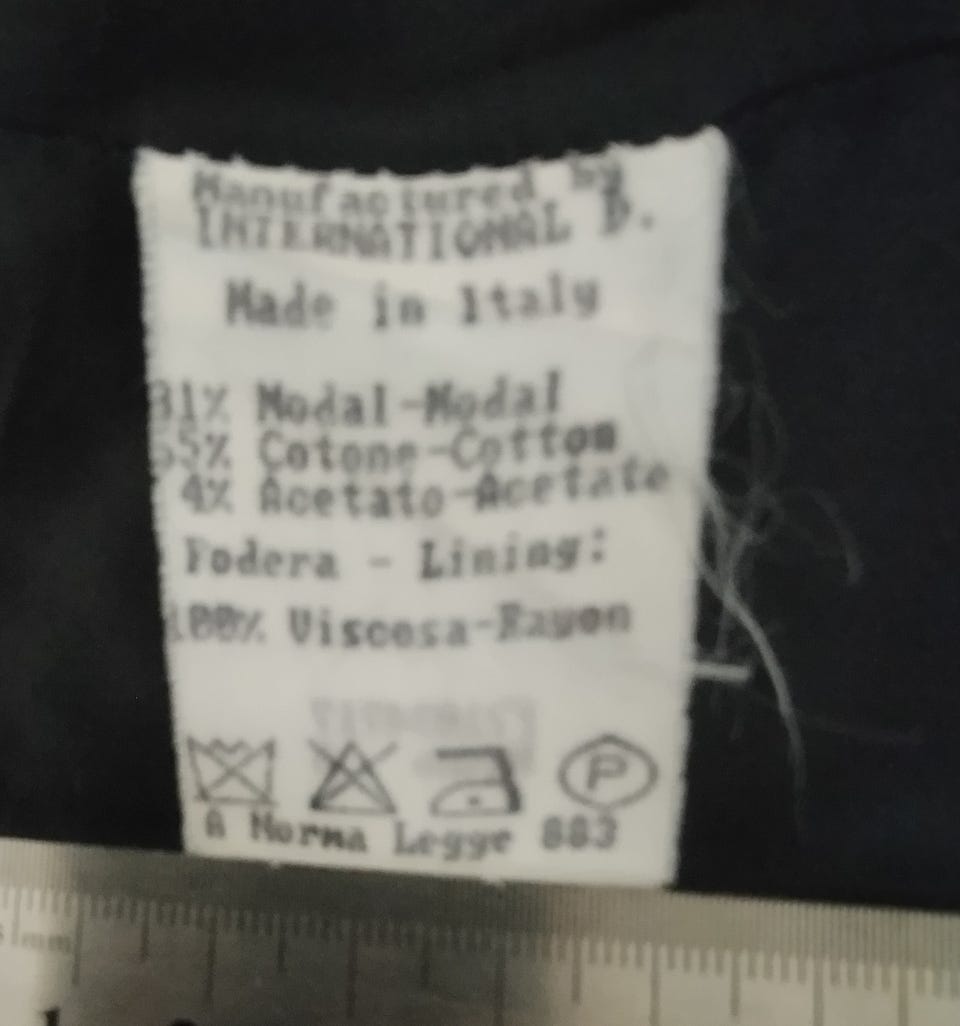 Manufactured by
INTERNATIONAL D.
Made in Italy
31% Modal-Modal
65% Cotone-Cotton
4% Acetato-Acetate
Fodera - Lining:
100% Viscosa-Rayon
P
A Norma Legge 883
mm